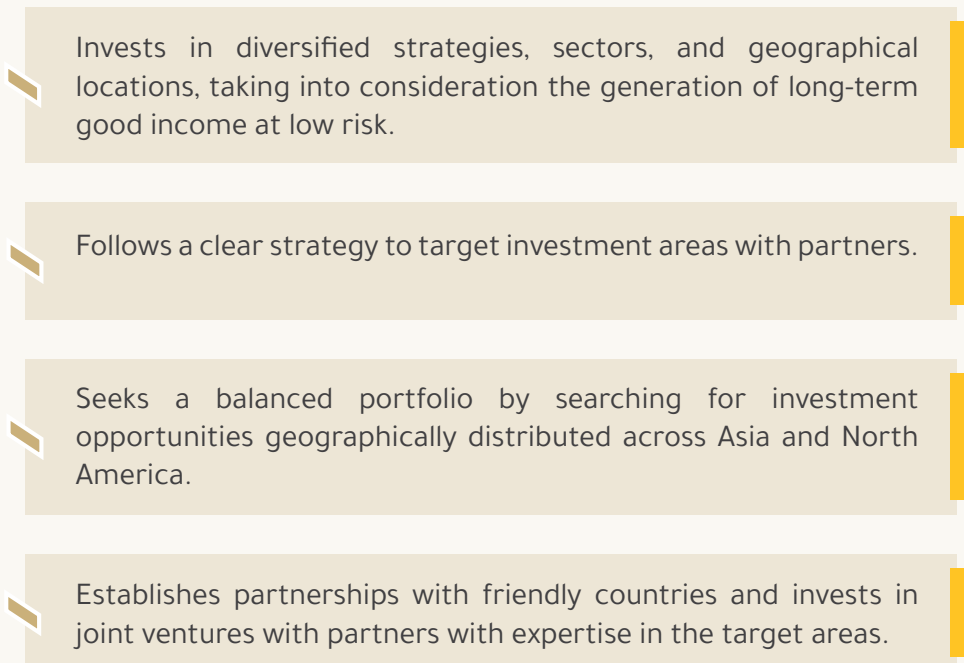 Invests in diversified strategies, sectors, and geographical
locations, taking into consideration the generation of long-term
good income at low risk.
Follows a clear strategy to target investment areas with partners.
Seeks a balanced portfolio by searching for investment
opportunities geographically distributed across Asia and North
America.
Establishes partnerships with friendly countries and invests in
joint ventures with partners with expertise in the target areas.